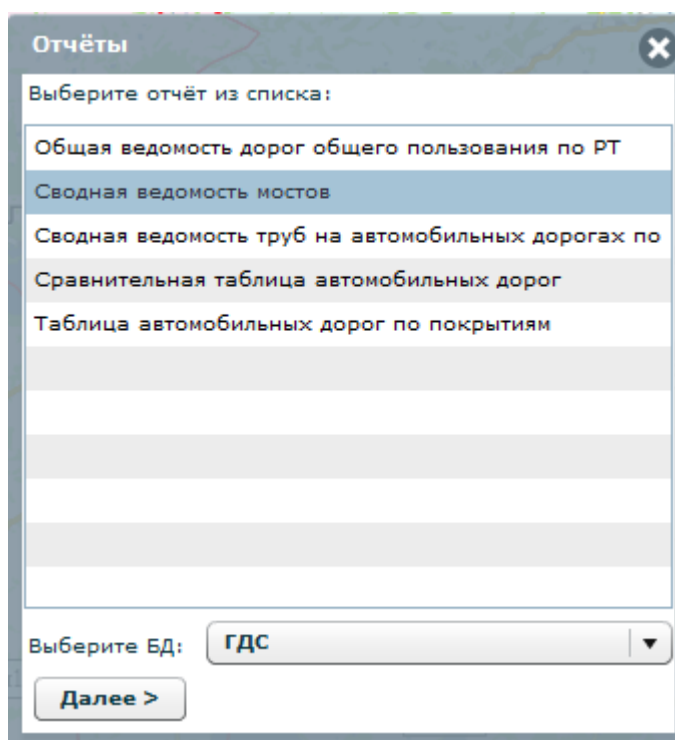 Отчёты
Выберите отчёт из списка:
Общая ведомость дорог общего пользования по РТ
Сводная ведомость мостов
Сводная ведомость труб на автомобильных дорогах по
Сравнительная таблица автомобильных дорог
Таблица автомобильных дорог по покрытиям
Выберите БД: ГДС
Далее >